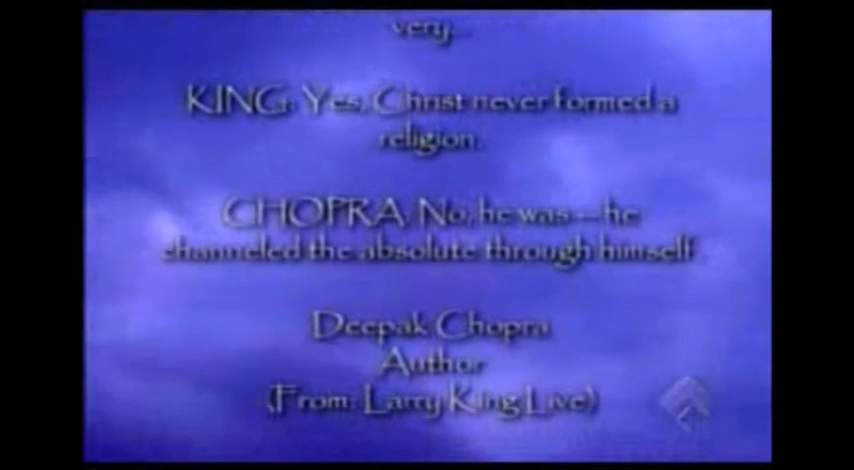 very...
KING: Yes, Christ never formed a
religion.
CHOPRA, No, he was---he
channeled the absolute through himself.
Deepak Chopra
Author
(From: Larry King Live)